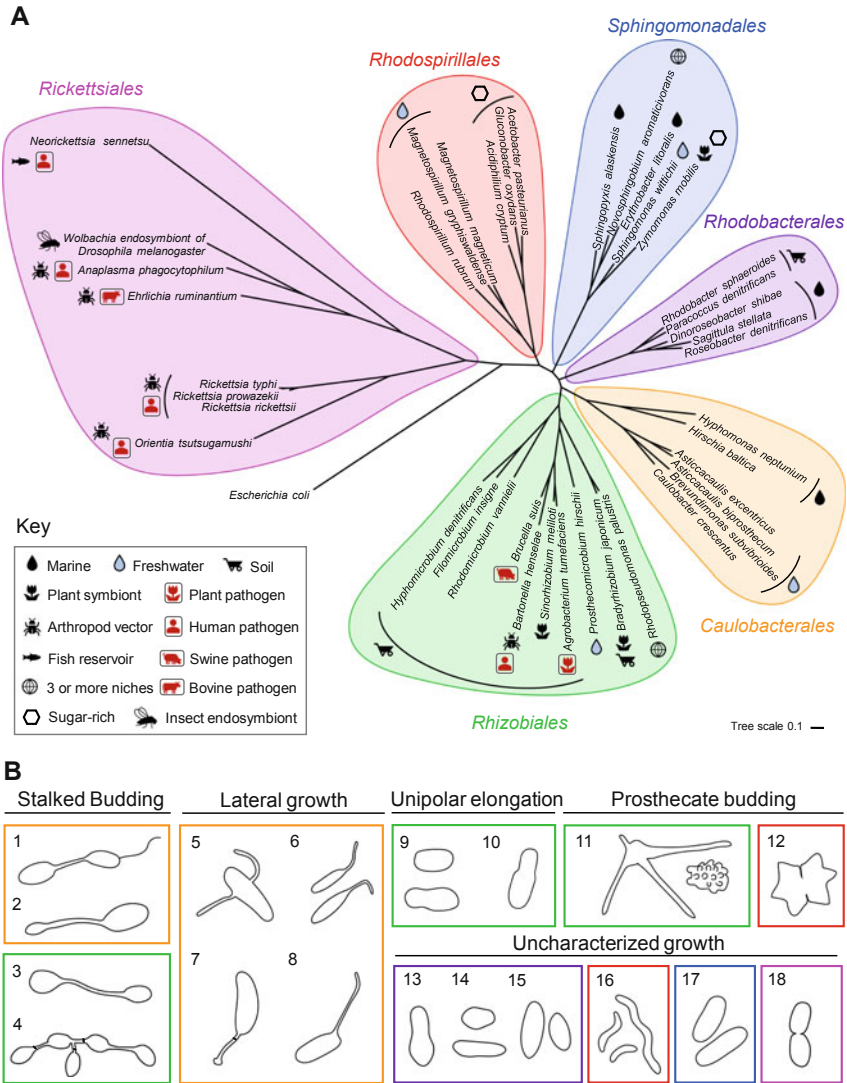 A
Sphingomonadales
Rhodospirillales
Rickettsiales
Neorickettsia sennetsu
Wolbachia endosymbiont of
Drosophila melanogaster
Anaplasma phagocytophilum
Ehrlichia ruminantium
Rickettsia typhi
Rickettsia prowazekii
Rickettsia rickettsii
Orientia tsutsugamushi
Escherichia coli
Magnetospirillum gryphiswaldense
Magnetospirillum magneticum
Rhodospirillum rubrum
Acetobacter pasteurianus
Gluconobacter oxydans
Acidiphilium cryptum
Sphingopyxis alaskensis
Novosphingobium aromaticivorans
Erythrobacter litoralis
Sphingomonas wittichii
Zymomonas mobilis
Rhodobacterales
Rhodobacter sphaeroides
Paracoccus denitrificans
Dinoroseobacter shibae
Sagittula stellata
Roseobacter denitrificans
Hyphomonas neptunium
Hirschia baltica
Asticcacaulis excentricus
Asticcacaulis biprosthecum
Brevundimonas subvibrioides
Caulobacter crescentus
Caulobacterales
Hyphomicrobium denitrificans
Filomicrobium insigne
Rhodomicrobium vannielii
Brucella suis
Bartonella henselae
Sinorhizobium meliloti
Agrobacterium tumefaciens
Prosthecomicrobium hirschii
Bradyrhizobium japonicum
Rhodopseudomonas palustris
Rhizobiales
Key
Marine Freshwater Soil
Plant symbiont Plant pathogen
Arthropod vector Human pathogen
Fish reservoir Swine pathogen
3 or more niches Bovine pathogen
Sugar-rich Insect endosymbiont
Tree scale 0.1
B
Stalked Budding Lateral growth Unipolar elongation Prosthecate budding
1 5 6 9 10 11 12
2
Uncharacterized growth
3 7 8 13 14 15 16 17 18
4